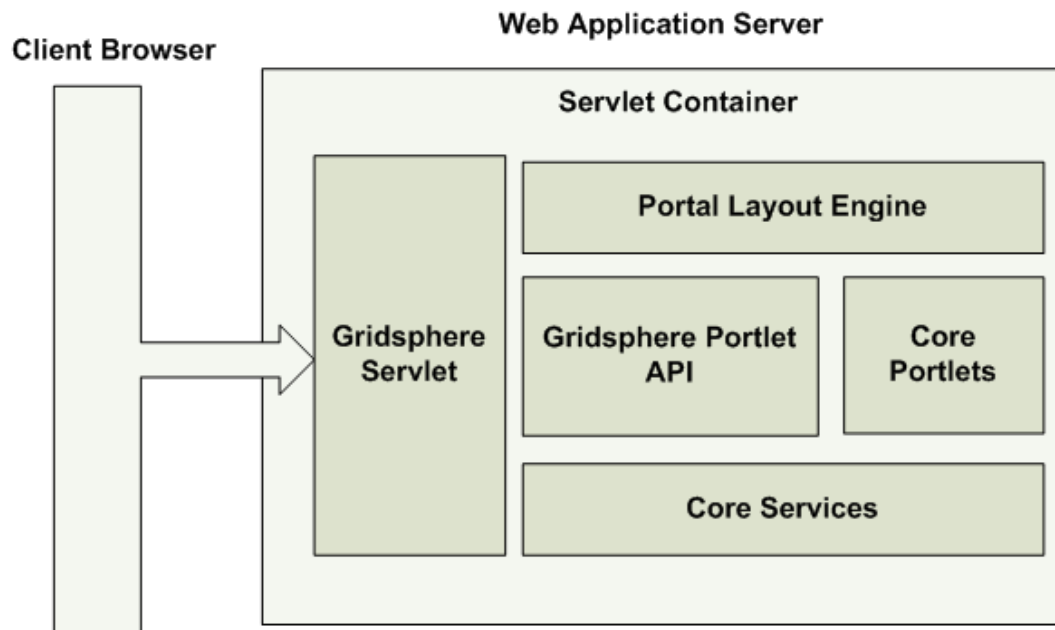 Web Application Server
Client Browser
Servlet Container
Portal Layout Engine
Gridsphere
Servlet
Gridsphere Portlet
API
Core
Portlets
Core Services